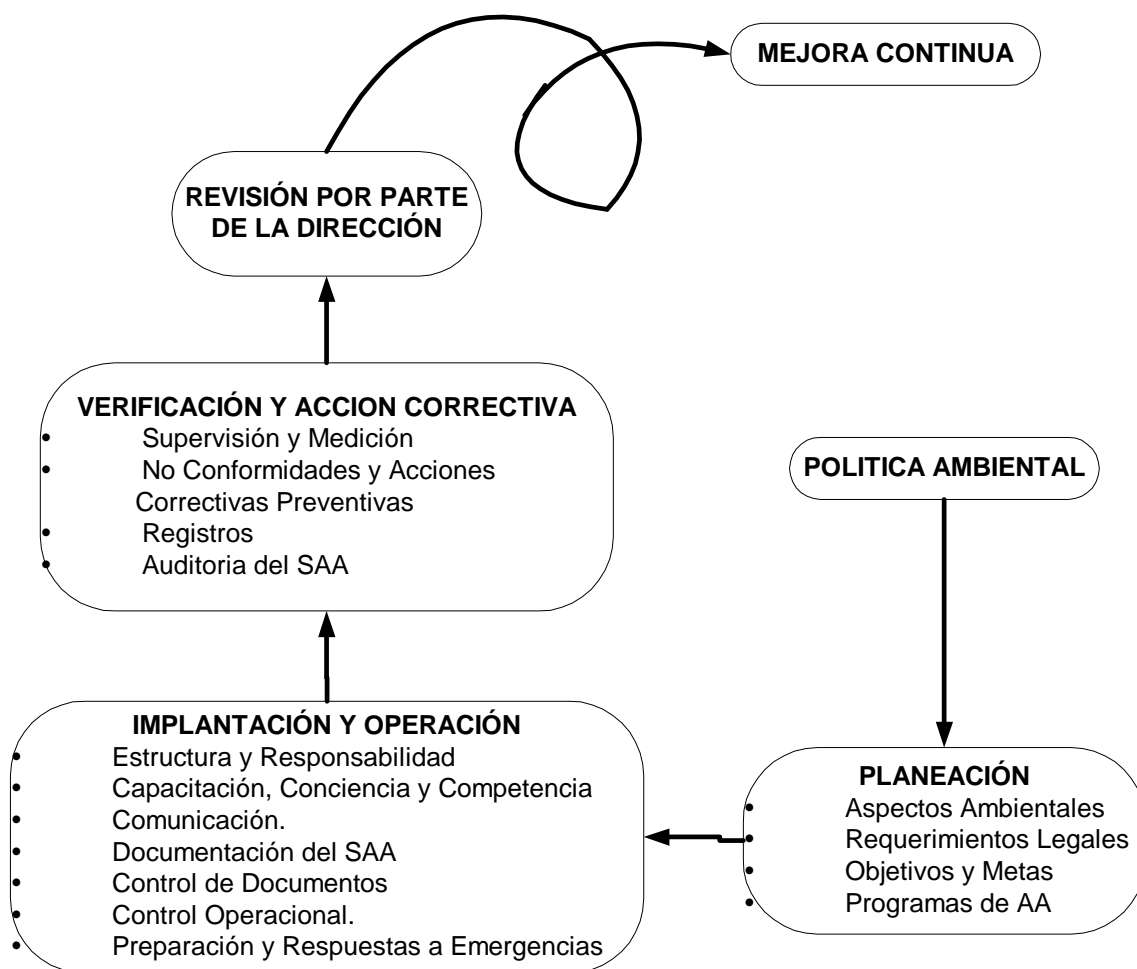 MEJORA CONTINUA
REVISIÓN POR PARTE
DE LA DIRECCIÓN
VERIFICACIÓN Y ACCION CORRECTIVA
• Supervisión y Medición
• No Conformidades y Acciones
Correctivas Preventivas
• Registros
• Auditoria del SAA
POLITICA AMBIENTAL
IMPLANTACIÓN Y OPERACIÓN
• Estructura y Responsabilidad
• Capacitación, Conciencia y Competencia
• Comunicación.
• Documentación del SAA
• Control de Documentos
• Control Operacional.
• Preparación y Respuestas a Emergencias
PLANEACIÓN
• Aspectos Ambientales
• Requerimientos Legales
• Objetivos y Metas
• Programas de AA